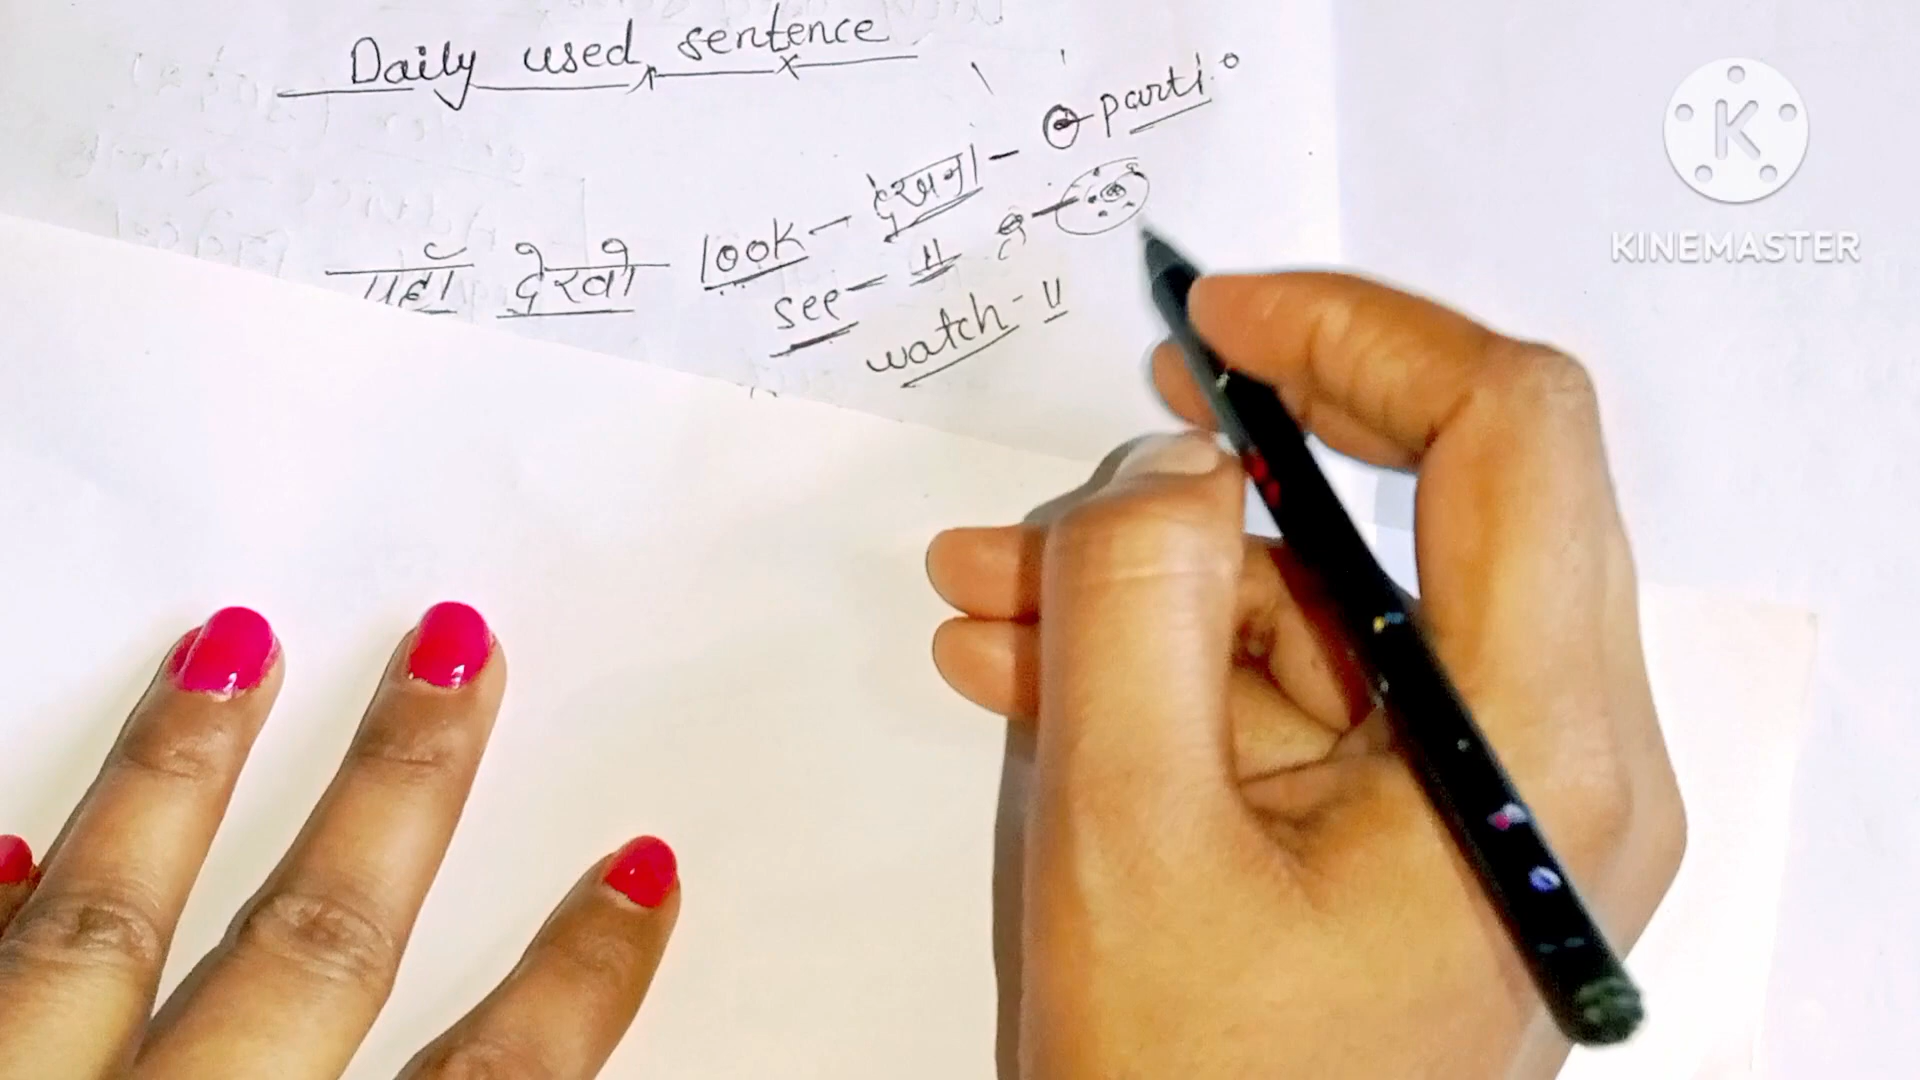 Daily used sentence
यहाँ देखो look - देखना - parti
see - "
watch - "
KINEMASTER